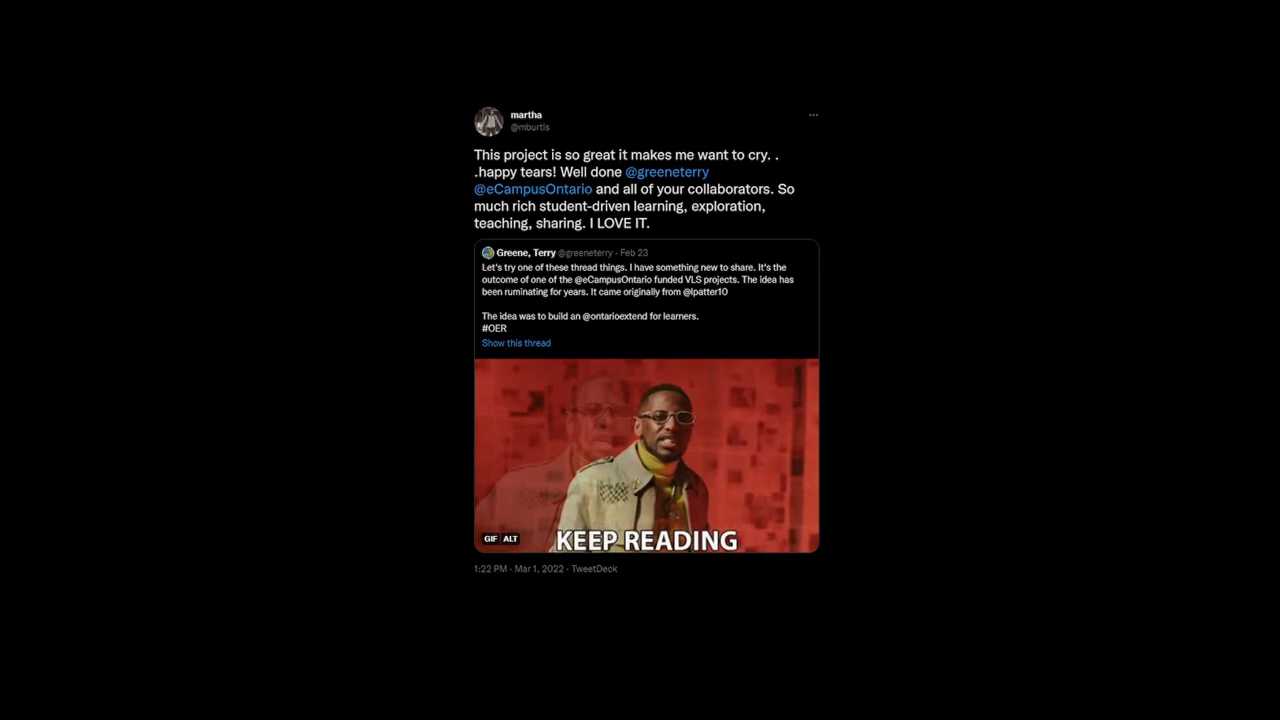 martha
@mburtis
This project is so great it makes me want to cry. .
.happy tears! Well done @greeneterry
@eCampusOntario and all of your collaborators. So
much rich student-driven learning, exploration,
teaching, sharing. I LOVE IT.
Greene, Terry @greeneterry · Feb 23
Let's try one of these thread things. I have something new to share. It's the
outcome of one of the @eCampusOntario funded VLS projects. The idea has
been ruminating for years. It came originally from @lpatter10
The idea was to build an @ontarioextend for learners.
#OER
Show this thread
GIF ALT
KEEP READING
1:22 PM · Mar 1, 2022 · TweetDeck